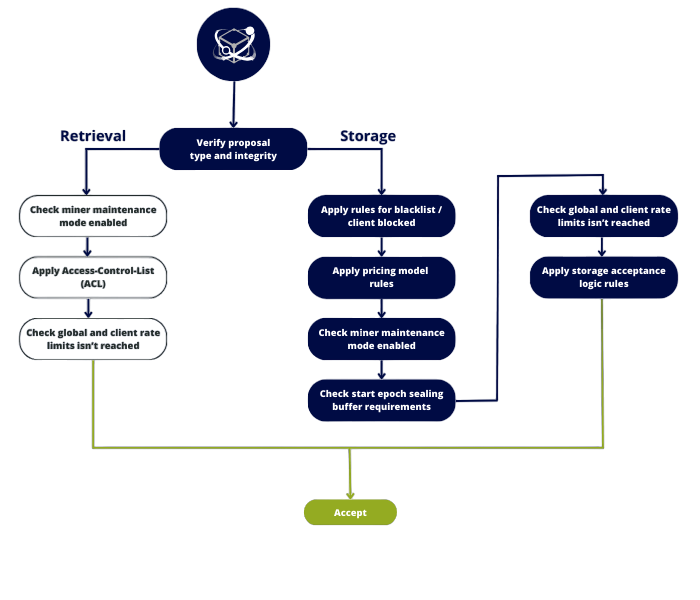 Retrieval
Verify proposal
type and integrity
Storage
Check miner maintenance
mode enabled
Apply Access-Control-List
(ACL)
Check global and client rate
limits isn't reached
Apply rules for blacklist /
client blocked
Apply pricing model
rules
Check miner maintenance
mode enabled
Check start epoch sealing
buffer requirements
Check global and client rate
limits isn't reached
Apply storage acceptance
logic rules
Accept